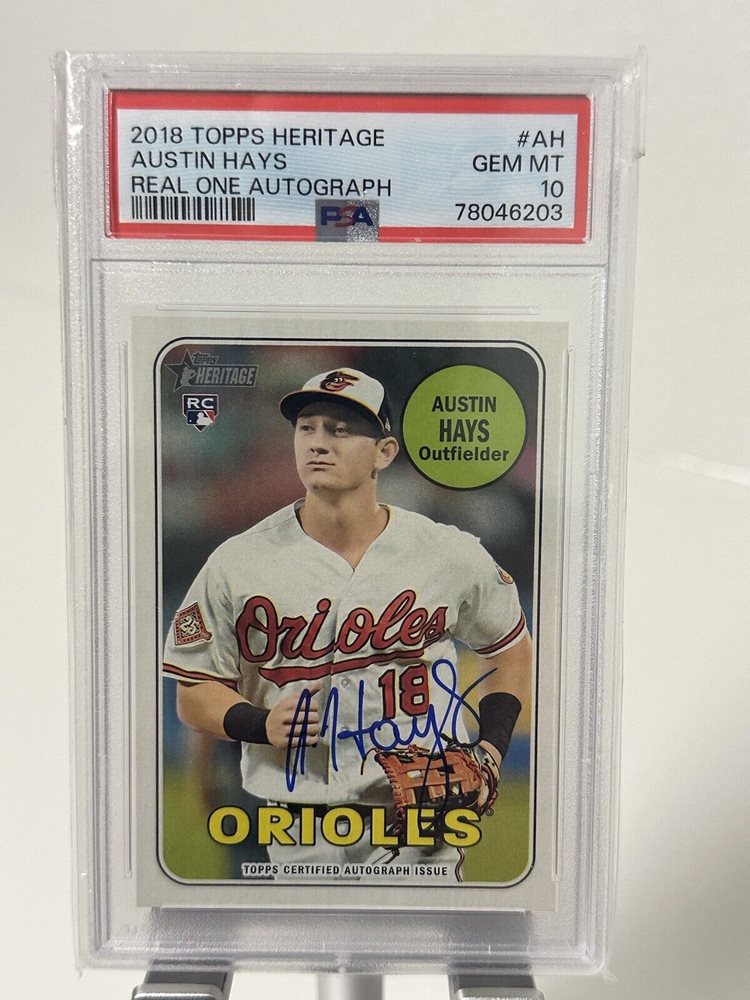 2018 TOPPS HERITAGE #AH
AUSTIN HAYS GEM MT
REAL ONE AUTOGRAPH 10
PSA 78046203
Topps
HERITAGE
RC
AUSTIN
HAYS
Outfielder
Orioles
18
A Hays
ORIOLES
TOPPS CERTIFIED AUTOGRAPH ISSUE